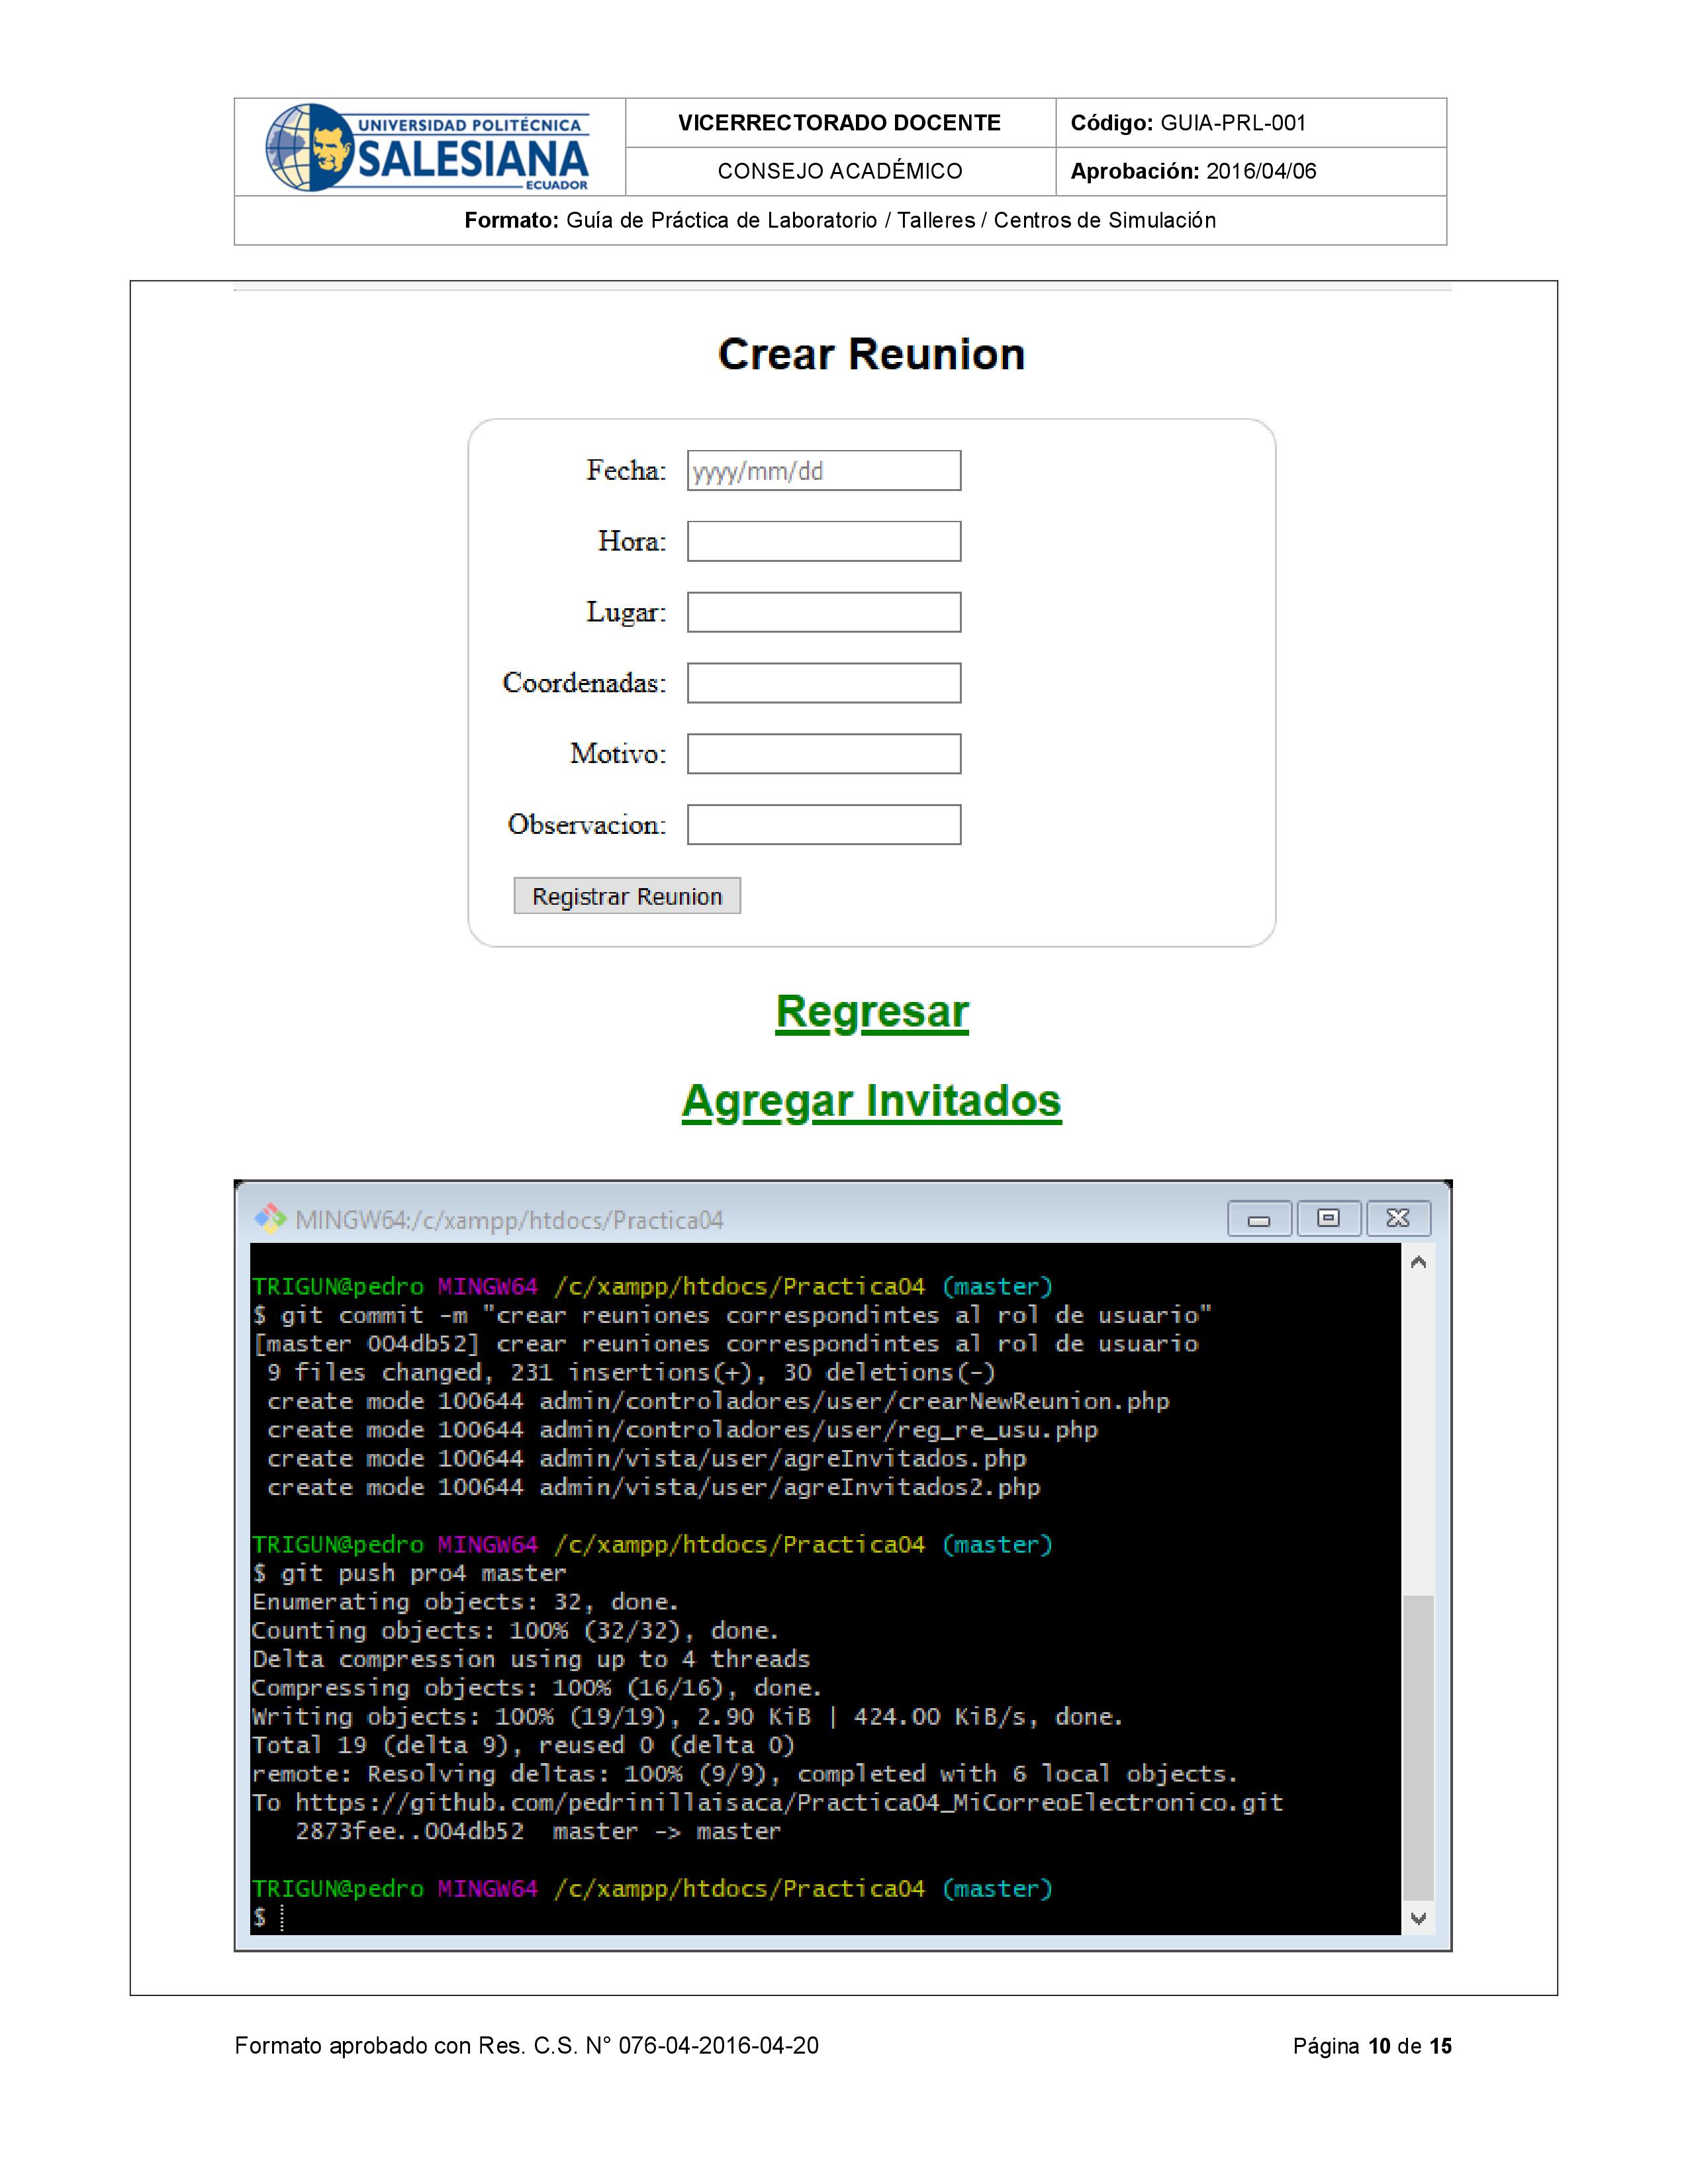 UNIVERSIDAD POLITÉCNICA
SALESIANA
ECUADOR
VICERRECTORADO DOCENTE
Código: GUIA-PRL-001
CONSEJO ACADÉMICO
Aprobación: 2016/04/06
Formato: Guía de Práctica de Laboratorio / Talleres / Centros de Simulación
Crear Reunion
Fecha: yyyy/mm/dd
Hora:
Lugar:
Coordenadas:
Motivo:
Observacion:
Registrar Reunion
Regresar
Agregar Invitados
MINGW64:/c/xampp/htdocs/Practica04
TRIGUN@pedro MINGW64 /c/xampp/htdocs/Practica04 (master)
$ git commit -m "crear reuniones correspondintes al rol de usuario"
[master 004db52] crear reuniones correspondintes al rol de usuario
 9 files changed, 231 insertions(+), 30 deletions(-)
 create mode 100644 admin/controladores/user/crearNewReunion.php
 create mode 100644 admin/controladores/user/reg_re_usu.php
 create mode 100644 admin/vista/user/agreInvitados.php
 create mode 100644 admin/vista/user/agreInvitados2.php
TRIGUN@pedro MINGW64 /c/xampp/htdocs/Practica04 (master)
$ git push pro4 master
Enumerating objects: 32, done.
Counting objects: 100% (32/32), done.
Delta compression using up to 4 threads
Compressing objects: 100% (16/16), done.
Writing objects: 100% (19/19), 2.90 KiB | 424.00 KiB/s, done.
Total 19 (delta 9), reused 0 (delta 0)
remote: Resolving deltas: 100% (9/9), completed with 6 local objects.
To https://github.com/pedrinillaisaca/Practica04_MiCorreoElectronico.git
   2873fee..004db52  master -> master
TRIGUN@pedro MINGW64 /c/xampp/htdocs/Practica04 (master)
$
Formato aprobado con Res. C.S. N° 076-04-2016-04-20
Página 10 de 15